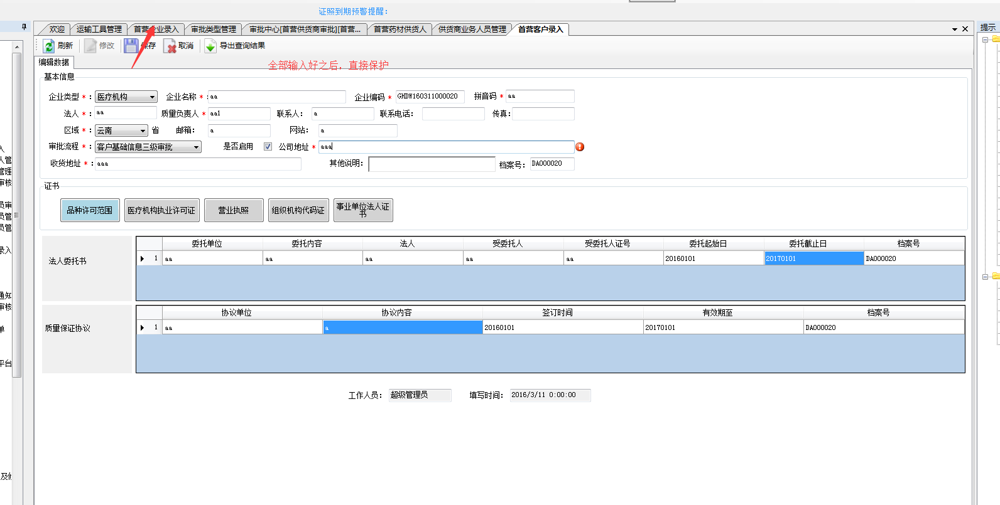 证照到期预警提醒：
欢迎 运输工具管理 首营企业录入 审批类型管理 审批中心[首营供货商审批][首营... 首营药材供货人 供货商业务人员管理 首营客户录入
提示
刷新 修改 保存 取消 导出查询结果
编辑数据
全部输入好之后，直接保护
基本信息
企业类型 *： 医疗机构 企业名称 *： aa 企业编码 * GHDW160311000020 拼音码 * aa
法人 *： aa 质量负责人 * aa1 联系人： a 联系电话： 传真：
区域 *： 云南 省 邮箱： a 网站： a
审批流程 *： 客户基础信息三级审批 是否启用 公司地址 * aaa
收货地址 *： aaa 其他说明： 档案号： DA000020
证书
品种许可范围 医疗机构执业许可证 营业执照 组织机构代码证 事业单位法人证
书
委托单位 委托内容 法人 受委托人 受委托人证号 委托起始日 委托截止日 档案号
法人委托书
1 aa aa aa aa aa 20160101 20170101 DA000020
协议单位 协议内容 签订时间 有效期至 档案号
质量保证协议
1 aa a 20160101 20170101 DA000020
工作人员： 超级管理员 填写时间： 2016/3/11 0:00:00
入
人管
管理
审核
员审
员管
员管
录入
通知
审核
单
平台